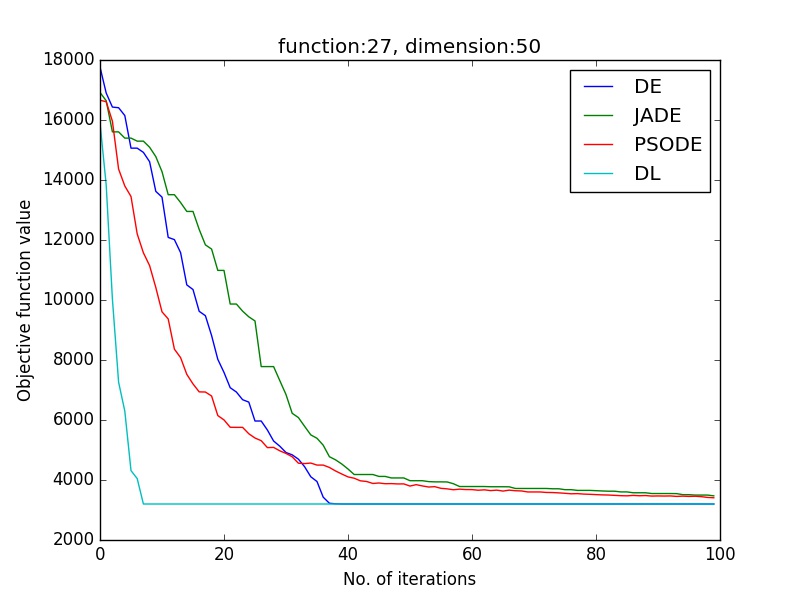 function:27, dimension:50
18000
16000
14000
12000
10000
8000
6000
4000
2000
Objective function value
DE
JADE
PSODE
DL
0
20
40
60
80
100
No. of iterations